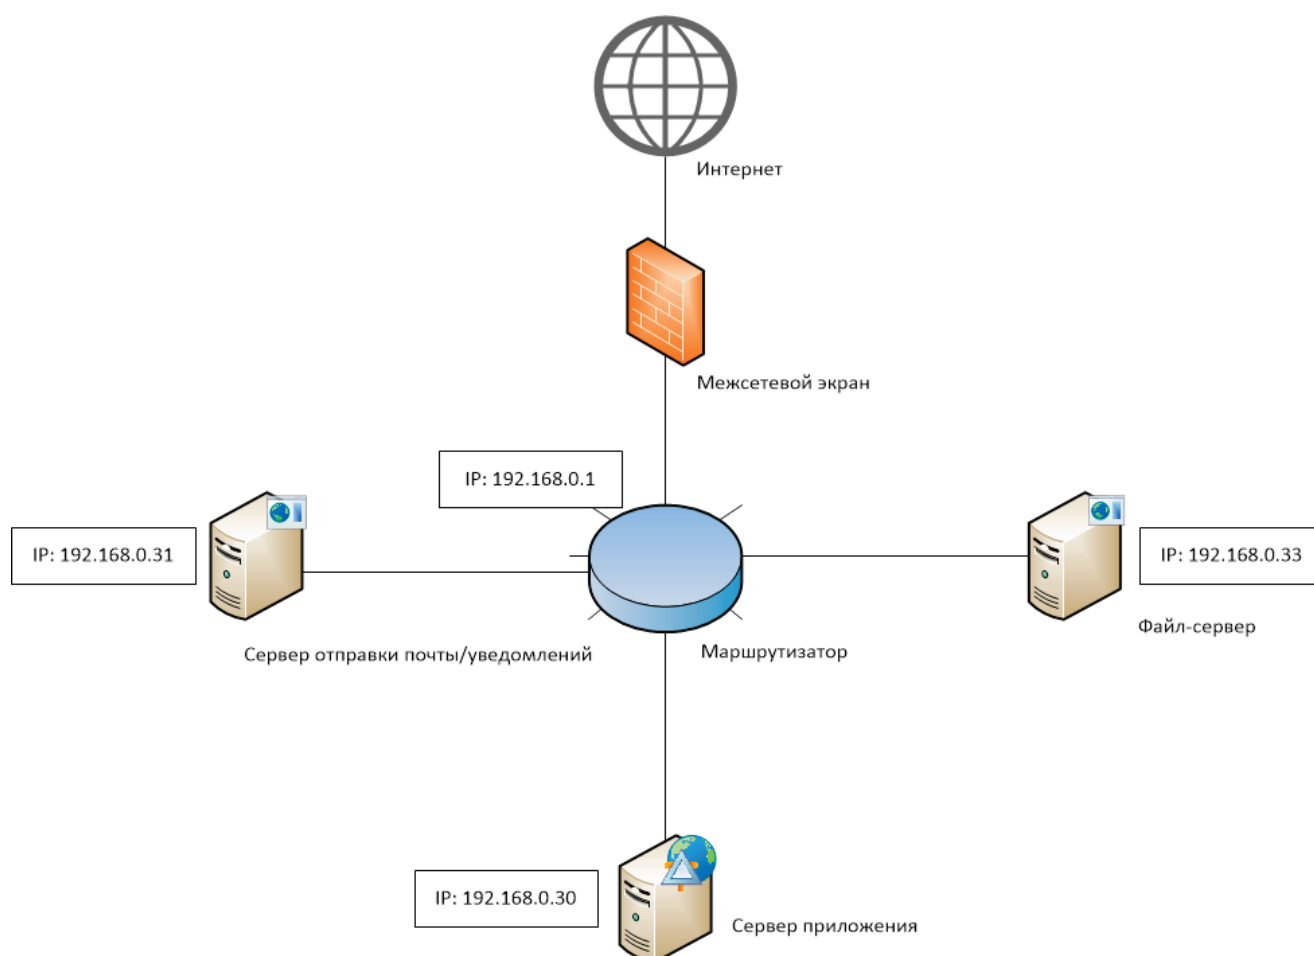 Интернет
Межсетевой экран
IP: 192.168.0.1
IP: 192.168.0.31
IP: 192.168.0.33
Файл-сервер
Сервер отправки почты/уведомлений
Маршрутизатор
IP: 192.168.0.30
Сервер приложения